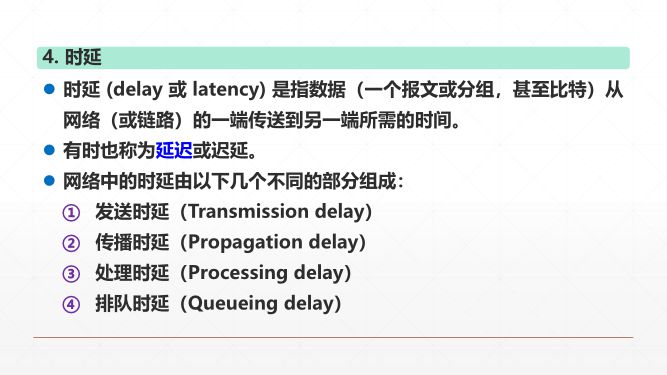 4. 时延
时延 (delay 或 latency) 是指数据（一个报文或分组，甚至比特）从
网络（或链路）的一端传送到另一端所需的时间。
有时也称为延迟或迟延。
网络中的时延由以下几个不同的部分组成：
① 发送时延（Transmission delay）
② 传播时延（Propagation delay）
③ 处理时延（Processing delay）
④ 排队时延（Queueing delay）